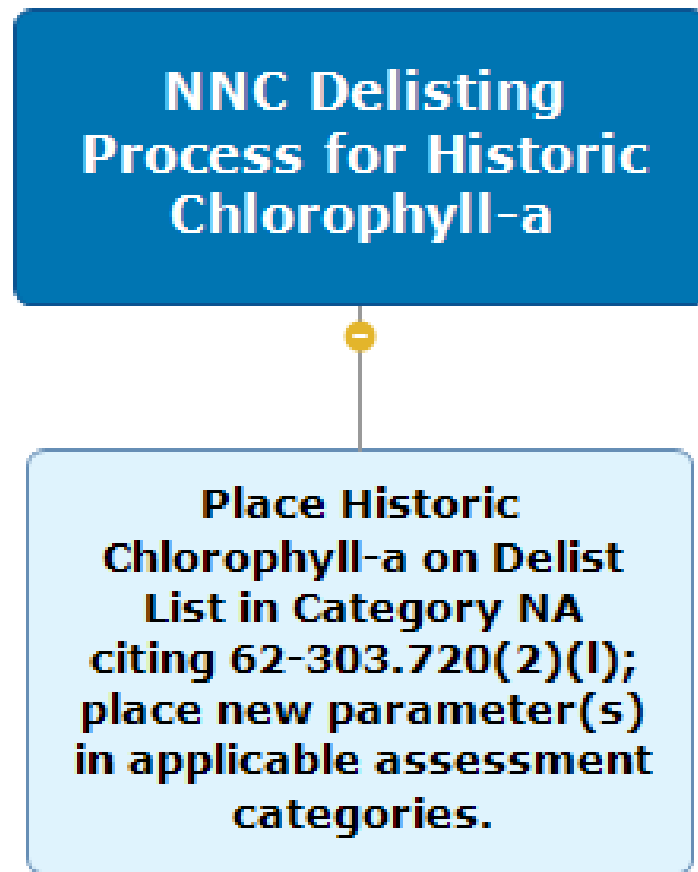 NNC Delisting
Process for Historic
Chlorophyll-a
Place Historic
Chlorophyll-a on Delist
List in Category NA
citing 62-303.720(2)(l);
place new parameter(s)
in applicable assessment
categories.